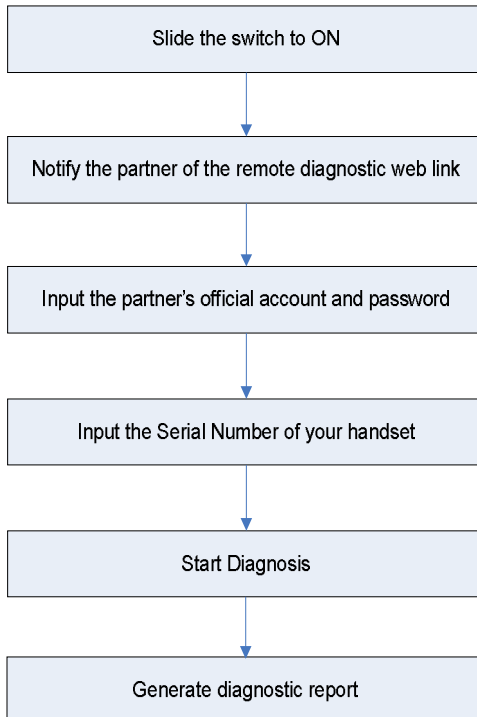 Slide the switch to ON
Notify the partner of the remote diagnostic web link
Input the partner's official account and password
Input the Serial Number of your handset
Start Diagnosis
Generate diagnostic report